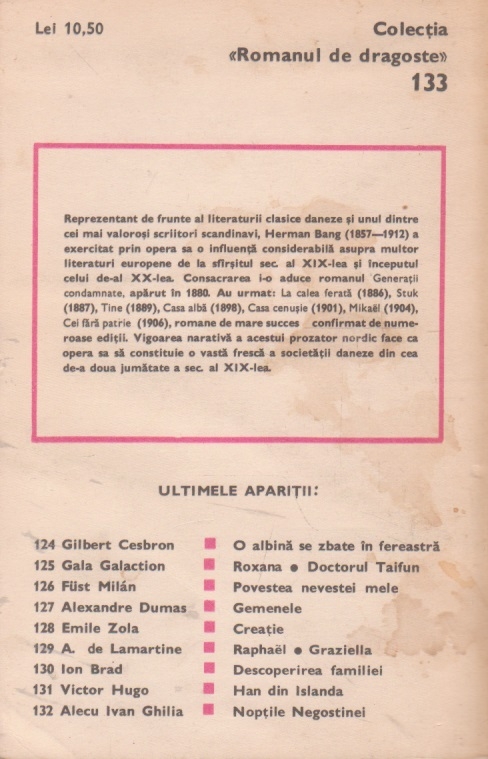 Lei 10,50
Colecția
«Romanul de dragoste»
133
Reprezentant de frunte al literaturii clasice daneze și unul dintre
cei mai valoroși scriitori scandinavi, Herman Bang (1857—1912) a
exercitat prin opera sa o influență considerabilă asupra multor
literaturi europene de la sfîrșitul sec. al XIX-lea și începutul
celui de-al XX-lea. Consacrarea i-o aduce romanul Generații
condamnate, apărut în 1880. Au urmat: La calea ferată (1886), Stuk
(1887), Tine (1889), Casa albă (1898), Casa cenușie (1901), Mikaël (1904),
Cei fără patrie (1906), romane de mare succes confirmat de nume-
roase ediții. Vigoarea narativă a acestui prozator nordic face ca
opera sa să constituie o vastă frescă a societății daneze din cea
de-a doua jumătate a sec. al XIX-lea.
ULTIMELE APARIȚII:
124 Gilbert Cesbron ■ O albină se zbate în fereastră
125 Gala Galaction ■ Roxana ● Doctorul Taifun
126 Füst Milán ■ Povestea nevestei mele
127 Alexandre Dumas ■ Gemenele
128 Emile Zola ■ Creație
129 A. de Lamartine ■ Raphaël ● Graziella
130 Ion Brad ■ Descoperirea familiei
131 Victor Hugo ■ Han din Islanda
132 Alecu Ivan Ghilia ■ Nopțile Negostinei